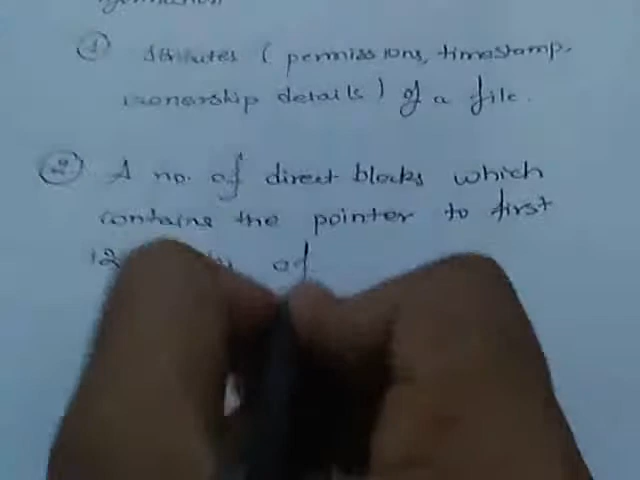 ① Attributes (permissions, timestamp,
ownership details) of a file.
② A no. of direct blocks which
contains the pointer to first
12 of